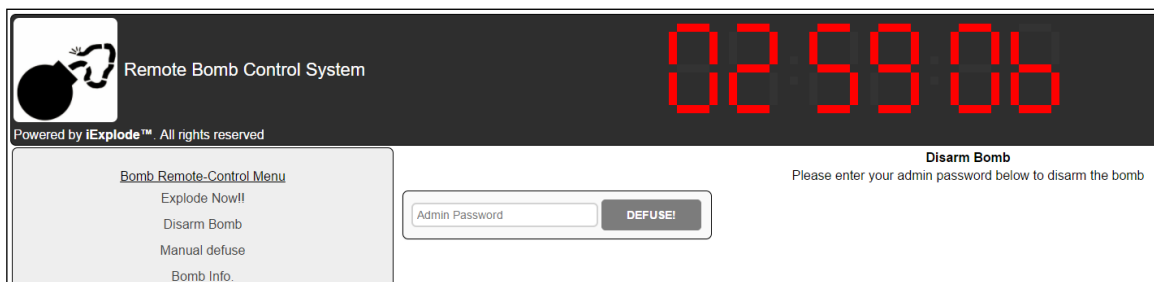 Remote Bomb Control System
02:59:06
Powered by iExplode™. All rights reserved
Bomb Remote-Control Menu
Explode Now!!
Disarm Bomb
Manual defuse
Bomb Info.
Disarm Bomb
Please enter your admin password below to disarm the bomb
Admin Password
DEFUSE!